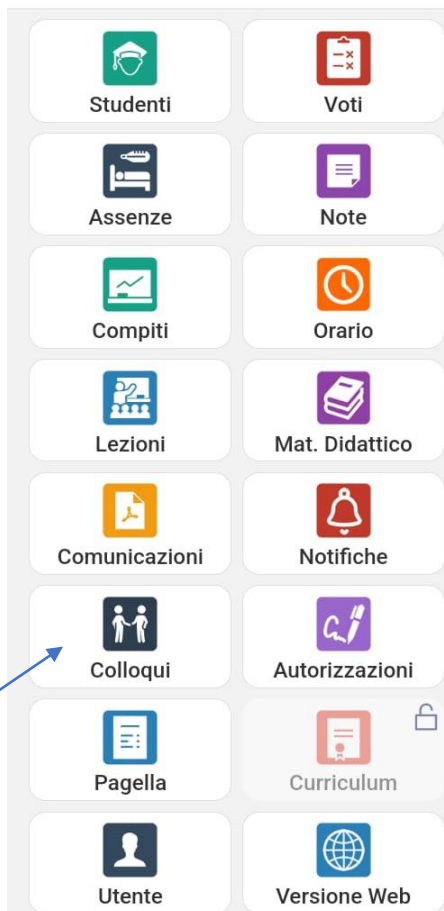 Studenti
Voti
Assenze
Note
Compiti
Orario
Lezioni
Mat. Didattico
Comunicazioni
Notifiche
Colloqui
Autorizzazioni
Pagella
Curriculum
Utente
Versione Web